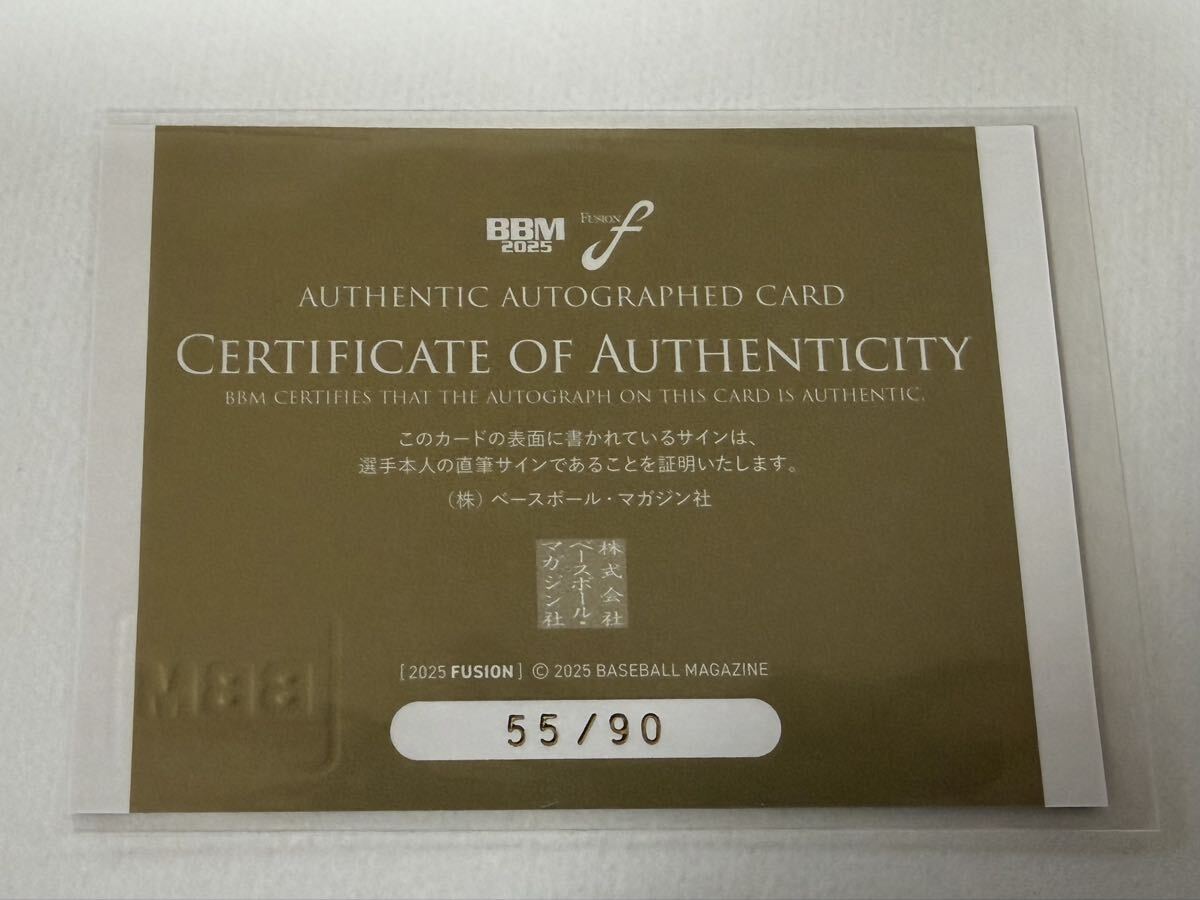 BBM
2025
FUSION f
AUTHENTIC AUTOGRAPHED CARD
CERTIFICATE OF AUTHENTICITY
BBM CERTIFIES THAT THE AUTOGRAPH ON THIS CARD IS AUTHENTIC.
このカードの表面に書かれているサインは、
選手本人の直筆サインであることを証明いたします。
（株）ベースボール・マガジン社
株式会社
ベースボール・
マガジン社
[2025 FUSION] © 2025 BASEBALL MAGAZINE
BBM
55/90